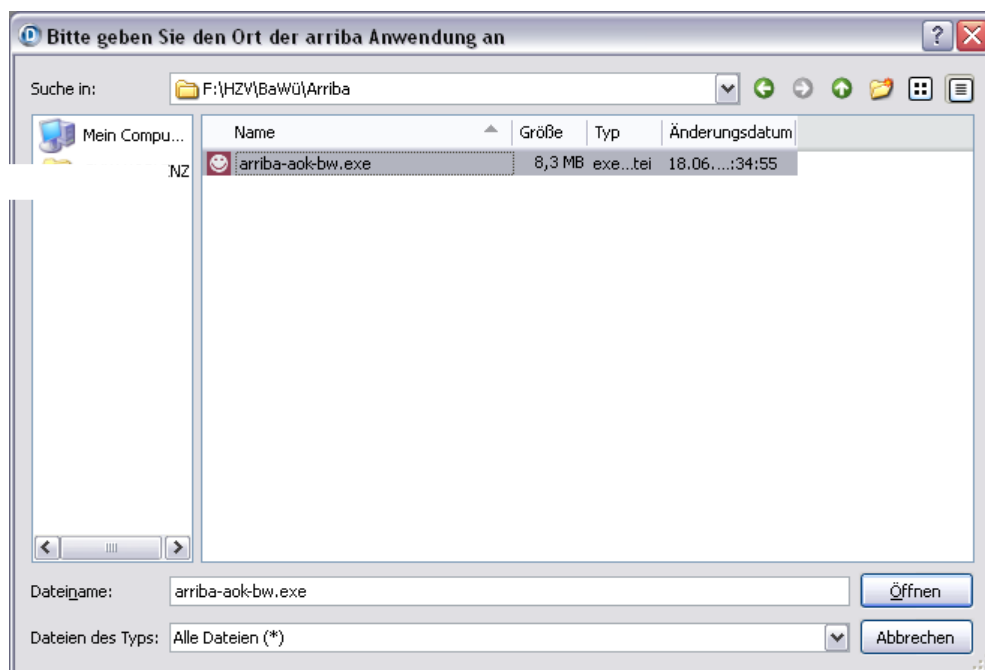 Bitte geben Sie den Ort der arriba Anwendung an
Suche in: F:\HZV\BaWü\Arriba
Mein Compu... Name Größe Typ Änderungsdatum
NZ arriba-aok-bw.exe 8,3 MB exe...tei 18.06....:34:55
Dateiname: arriba-aok-bw.exe Öffnen
Dateien des Typs: Alle Dateien (*) Abbrechen